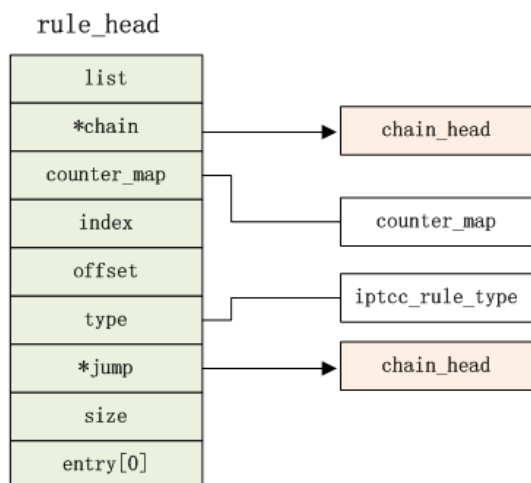 rule_head
list
*chain
chain_head
counter_map
counter_map
index
offset
iptcc_rule_type
type
*jump
chain_head
size
entry[0]